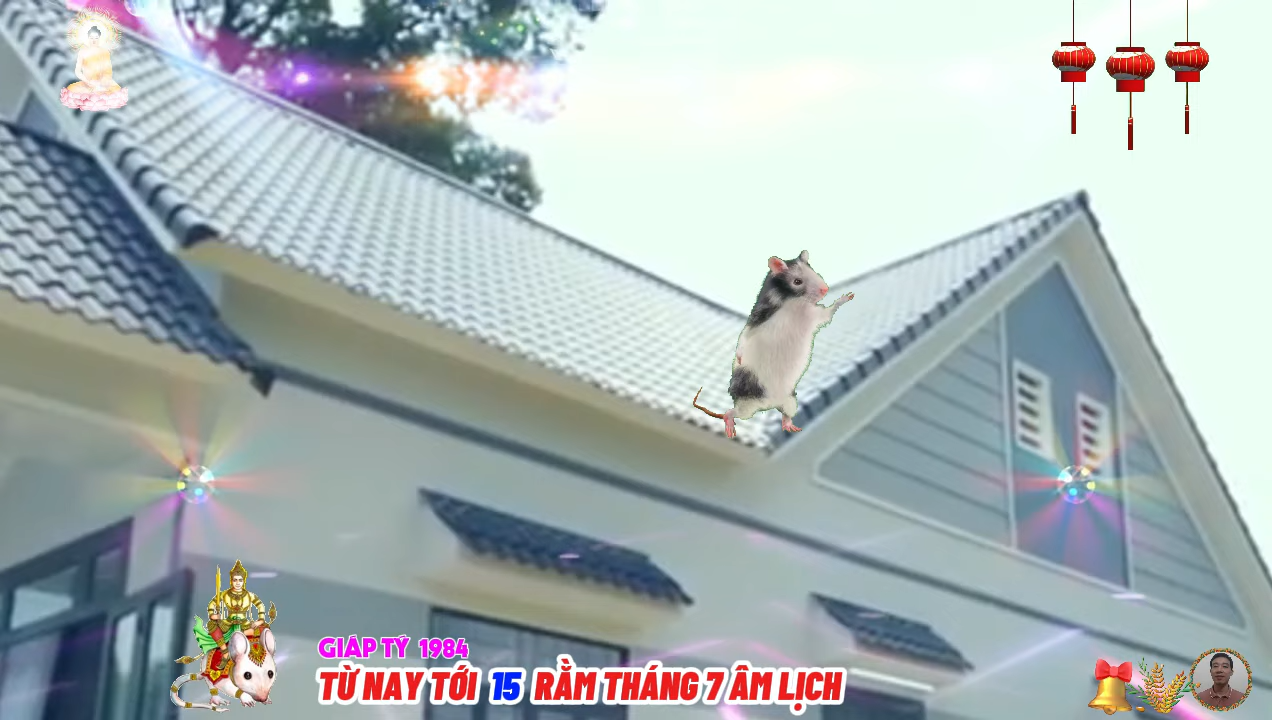 GIÁP TÝ 1984
TỪ NAY TỚI 15 RẰM THÁNG 7 ÂM LỊCH